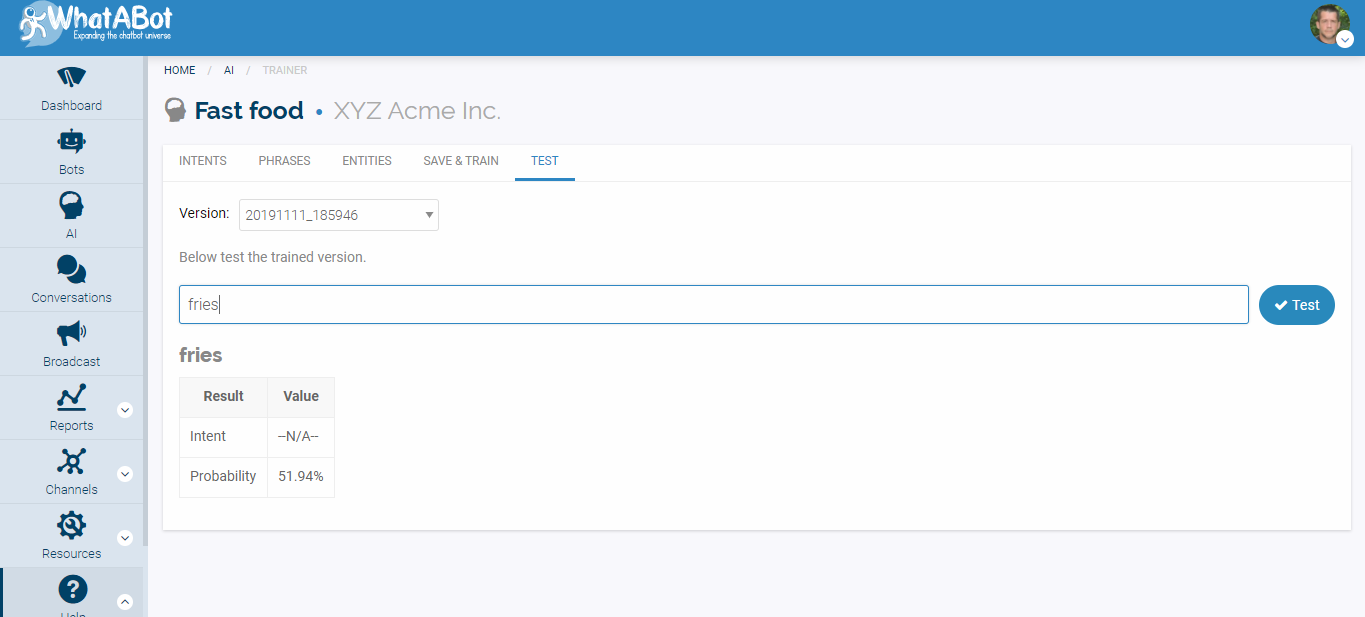 WhatABot
Expanding the chatbot universe
HOME / AI / TRAINER
Fast food • XYZ Acme Inc.
INTENTS PHRASES ENTITIES SAVE & TRAIN TEST
Version: 20191111_185946
Below test the trained version.
fries
Test
fries
Result Value
Intent --N/A--
Probability 51.94%
Dashboard
Bots
AI
Conversations
Broadcast
Reports
Channels
Resources
Help